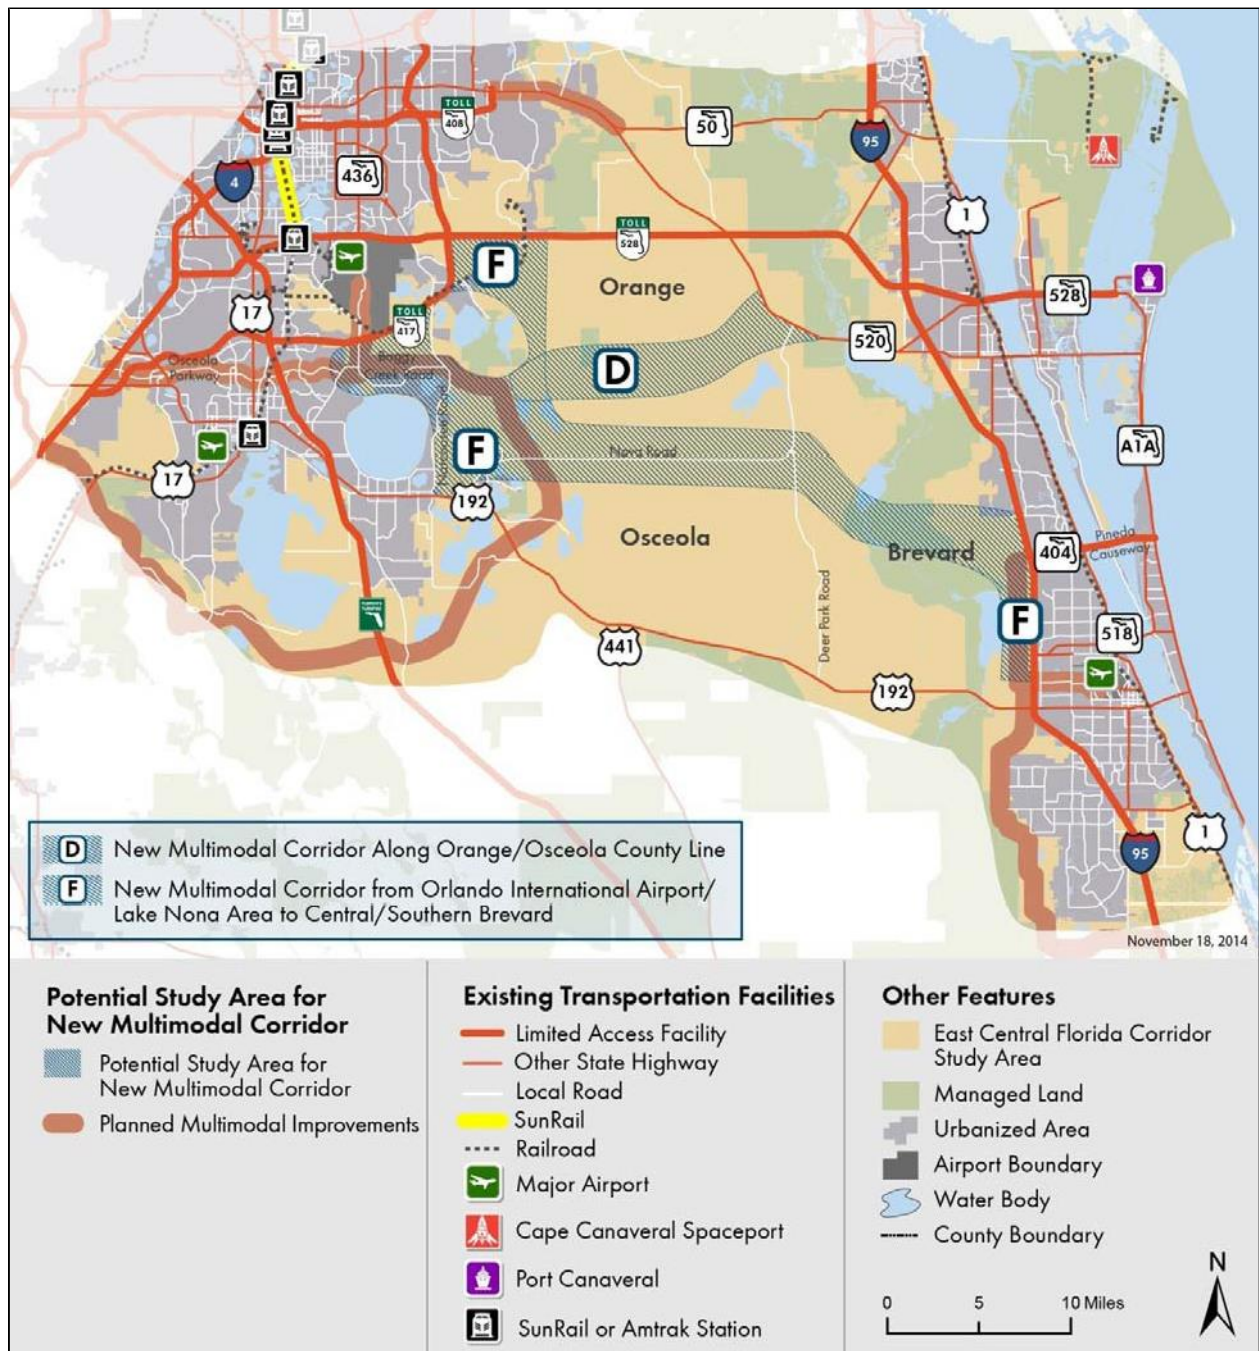 TOLL
408
50
95
4
436
1
TOLL
528
F
Orange
528
17
TOLL
417
520
Osceola
Parkway
Boggy
Creek Road
D
A1A
F
Nova Road
17
192
Osceola
Brevard
404
Pineda
Causeway
Deer Park Road
F
518
441
192
1
95
D
New Multimodal Corridor Along Orange/Osceola County Line
F
New Multimodal Corridor from Orlando International Airport/
Lake Nona Area to Central/Southern Brevard
November 18, 2014
Potential Study Area for
New Multimodal Corridor
Potential Study Area for
New Multimodal Corridor
Planned Multimodal Improvements
Existing Transportation Facilities
Limited Access Facility
Other State Highway
Local Road
SunRail
Railroad
Major Airport
Cape Canaveral Spaceport
Port Canaveral
SunRail or Amtrak Station
Other Features
East Central Florida Corridor
Study Area
Managed Land
Urbanized Area
Airport Boundary
Water Body
County Boundary
N
0 5 10 Miles